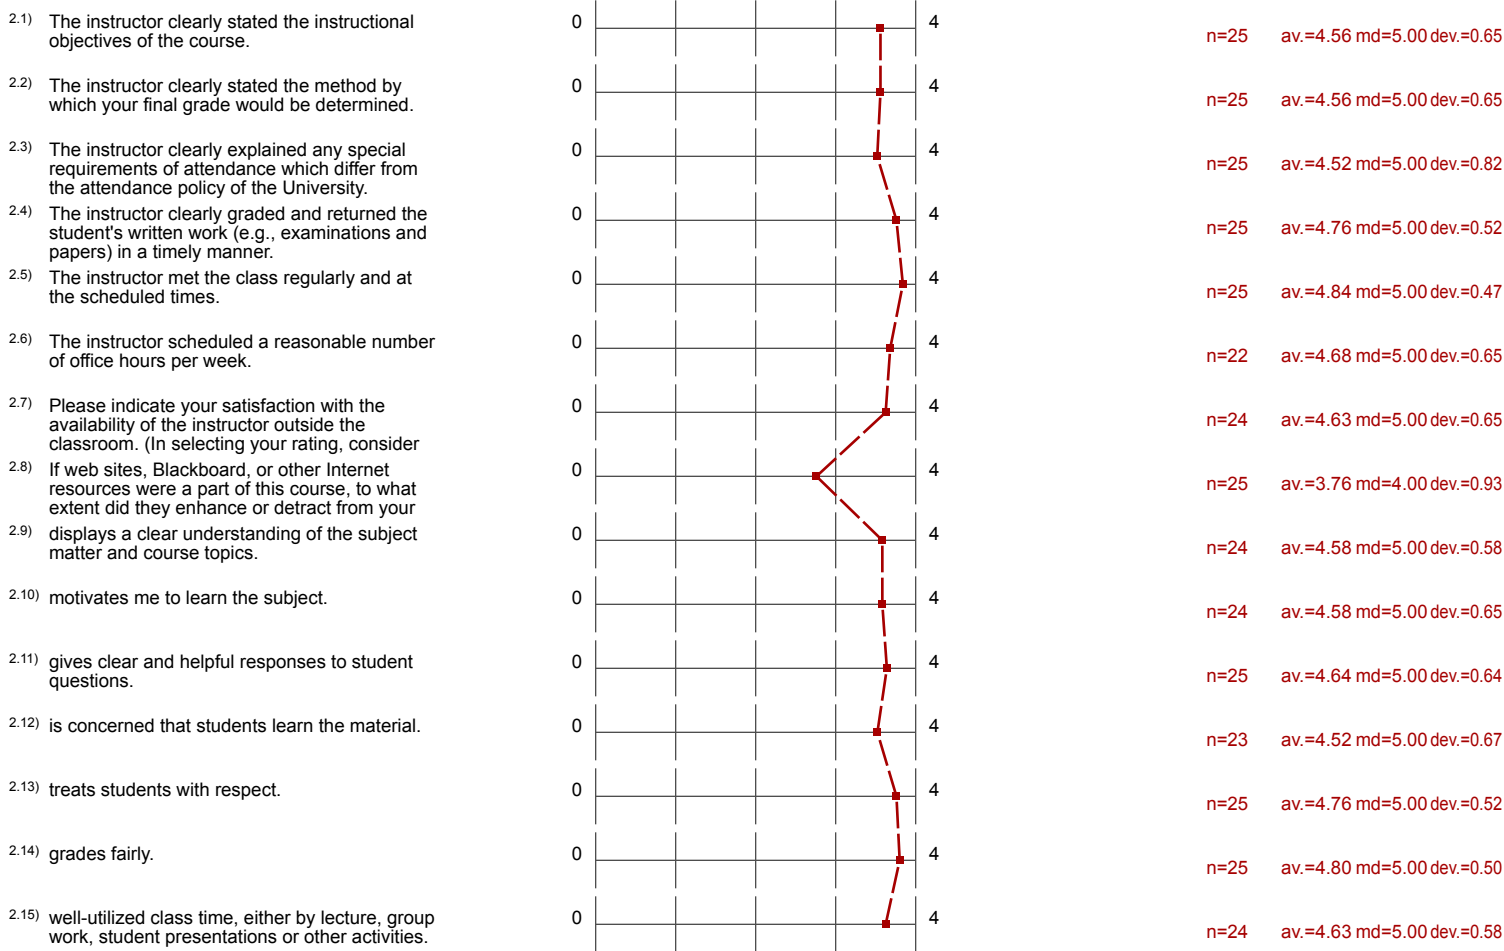 2.1) The instructor clearly stated the instructional 0 4
objectives of the course. n=25 av.=4.56 md=5.00 dev.=0.65
2.2) The instructor clearly stated the method by 0 4
which your final grade would be determined. n=25 av.=4.56 md=5.00 dev.=0.65
2.3) The instructor clearly explained any special 0 4
requirements of attendance which differ from n=25 av.=4.52 md=5.00 dev.=0.82
the attendance policy of the University.
2.4) The instructor clearly graded and returned the 0 4
student's written work (e.g., examinations and n=25 av.=4.76 md=5.00 dev.=0.52
papers) in a timely manner.
2.5) The instructor met the class regularly and at 0 4
the scheduled times. n=25 av.=4.84 md=5.00 dev.=0.47
2.6) The instructor scheduled a reasonable number 0 4
of office hours per week. n=22 av.=4.68 md=5.00 dev.=0.65
2.7) Please indicate your satisfaction with the 0 4
availability of the instructor outside the n=24 av.=4.63 md=5.00 dev.=0.65
classroom. (In selecting your rating, consider
2.8) If web sites, Blackboard, or other Internet 0 4
resources were a part of this course, to what n=25 av.=3.76 md=4.00 dev.=0.93
extent did they enhance or detract from your
2.9) displays a clear understanding of the subject 0 4
matter and course topics. n=24 av.=4.58 md=5.00 dev.=0.58
2.10) motivates me to learn the subject. 0 4
n=24 av.=4.58 md=5.00 dev.=0.65
2.11) gives clear and helpful responses to student 0 4
questions. n=25 av.=4.64 md=5.00 dev.=0.64
2.12) is concerned that students learn the material. 0 4
n=23 av.=4.52 md=5.00 dev.=0.67
2.13) treats students with respect. 0 4
n=25 av.=4.76 md=5.00 dev.=0.52
2.14) grades fairly. 0 4
n=25 av.=4.80 md=5.00 dev.=0.50
2.15) well-utilized class time, either by lecture, group 0 4
work, student presentations or other activities. n=24 av.=4.63 md=5.00 dev.=0.58